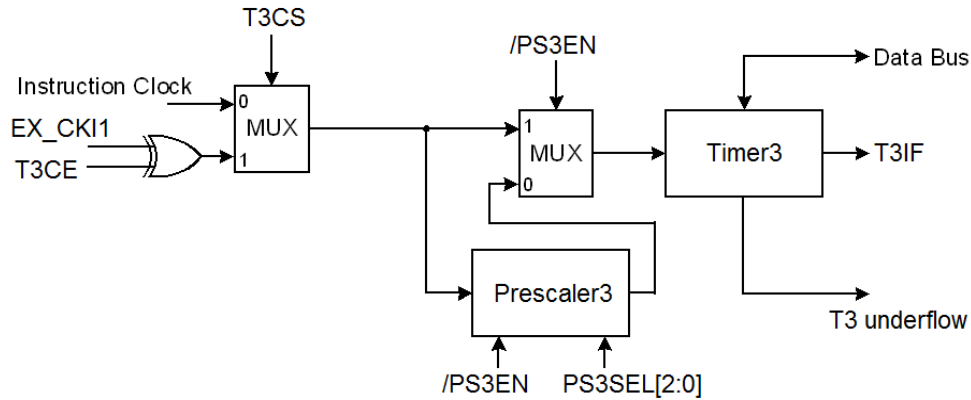 T3CS
/PS3EN
Instruction Clock
0
EX_CKI1
MUX
T3CE
1
1
MUX
0
Timer3
Data Bus
T3IF
Prescaler3
T3 underflow
/PS3EN
PS3SEL[2:0]